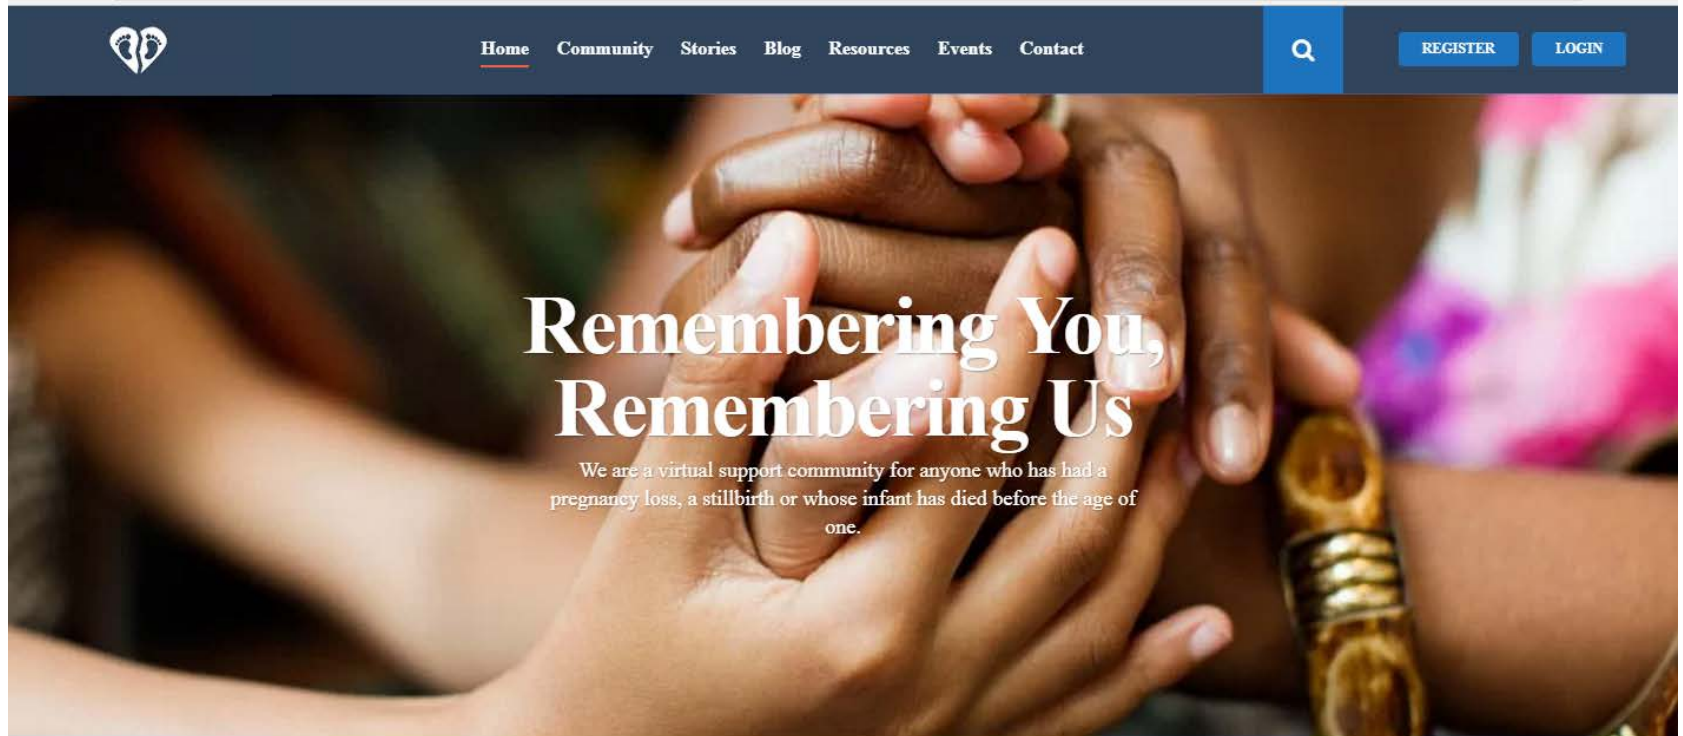 Home Community Stories Blog Resources Events Contact REGISTER LOGIN
Remembering You,
Remembering Us
We are a virtual support community for anyone who has had a
pregnancy loss, a stillbirth or whose infant has died before the age of
one.